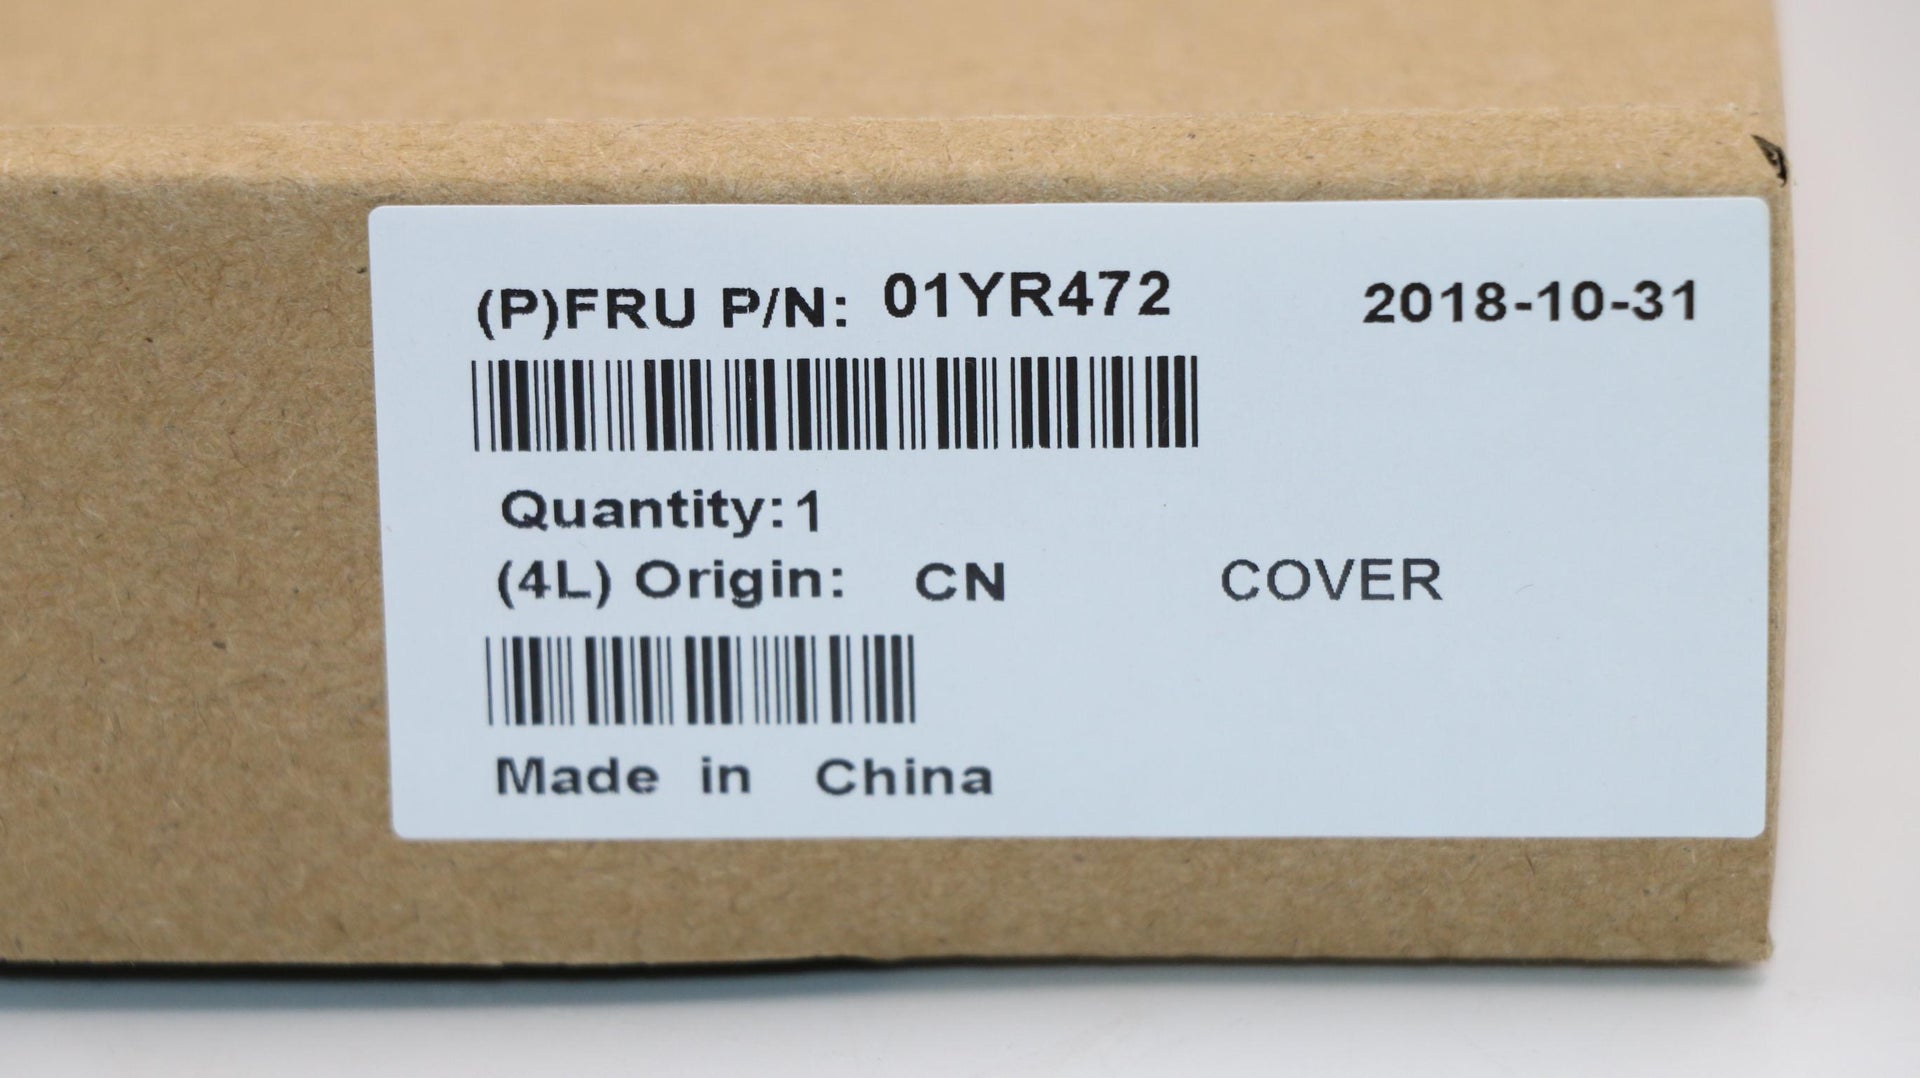 (P)FRU P/N: 01YR472 2018-10-31
Quantity: 1
(4L) Origin: CN COVER
Made in China